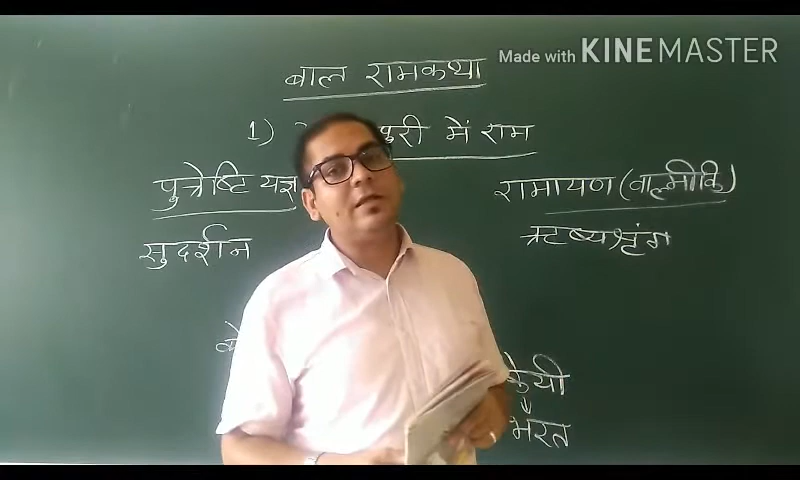 Made with KINEMASTER
बाल रामकथा
1) पुरी में राम
पुत्रेष्टि यज्ञ रामायण (वाल्मीकि)
सुदर्शन ऋष्यश्रृंग
भरत